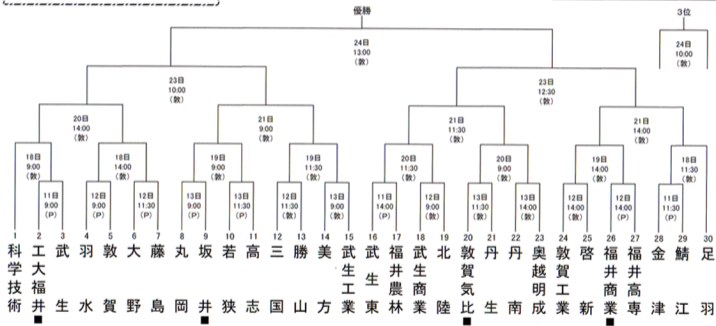 優勝
3位
24日
13:00
(敦)
24日
10:00
(敦)
23日
10:00
(敦)
23日
12:30
(敦)
20日
14:00
(敦)
21日
9:00
(敦)
21日
11:30
(敦)
21日
14:00
(敦)
18日
9:00
(敦)
18日
14:00
(敦)
19日
9:00
(敦)
19日
11:30
(敦)
20日
11:30
(敦)
20日
9:00
(敦)
19日
14:00
(敦)
18日
11:30
(敦)
11日
9:00
(P)
12日
9:00
(P)
12日
11:30
(P)
13日
9:00
(P)
13日
11:30
(P)
12日
11:30
(敦)
13日
9:00
(敦)
11日
14:00
(P)
12日
9:00
(敦)
13日
11:30
(敦)
13日
14:00
(敦)
12日
14:00
(敦)
12日
14:00
(P)
11日
11:30
(P)
1 科学技術
2 工大福井 ■
3 武生
4 羽水
5 敦賀
6 大野
7 藤島
8 丸岡
9 坂井 ■
10 若狭
11 高志
12 三国
13 勝山
14 美方
15 武生工業
16 武生東
17 福井農林
18 武生商業
19 北陸
20 敦賀気比 ■
21 丹生
22 丹南
23 奥越明成
24 敦賀工業
25 啓新
26 福井商業 ■
27 福井高専
28 金津
29 鯖江
30 足羽